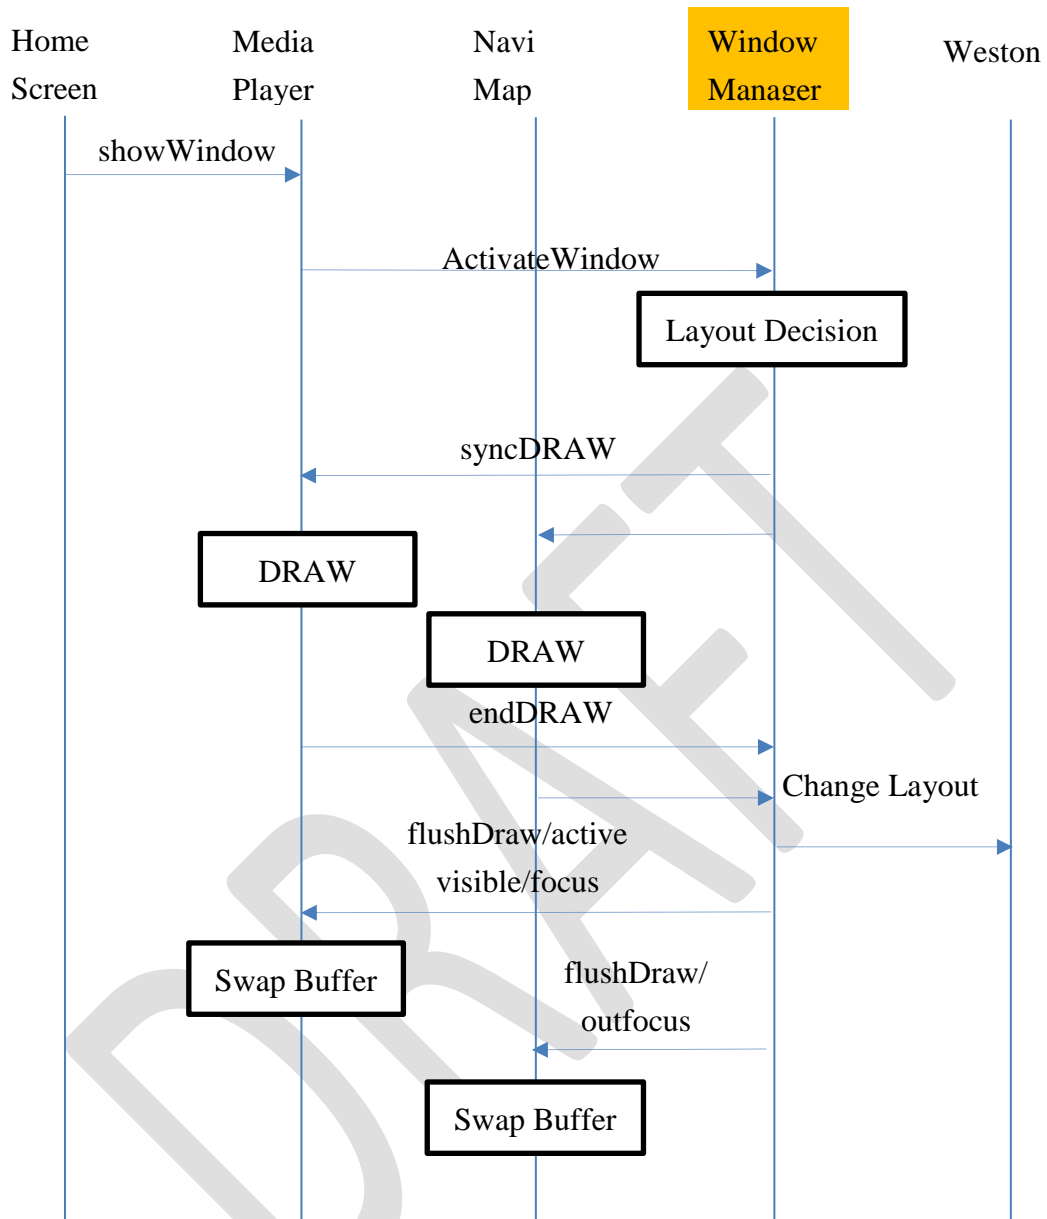 Home
Screen
Media
Player
Navi
Map
Window
Manager
Weston
showWindow
ActivateWindow
Layout Decision
syncDRAW
DRAW
DRAW
endDRAW
Change Layout
flushDraw/active
visible/focus
Swap Buffer
flushDraw/
outfocus
Swap Buffer
DRAFT